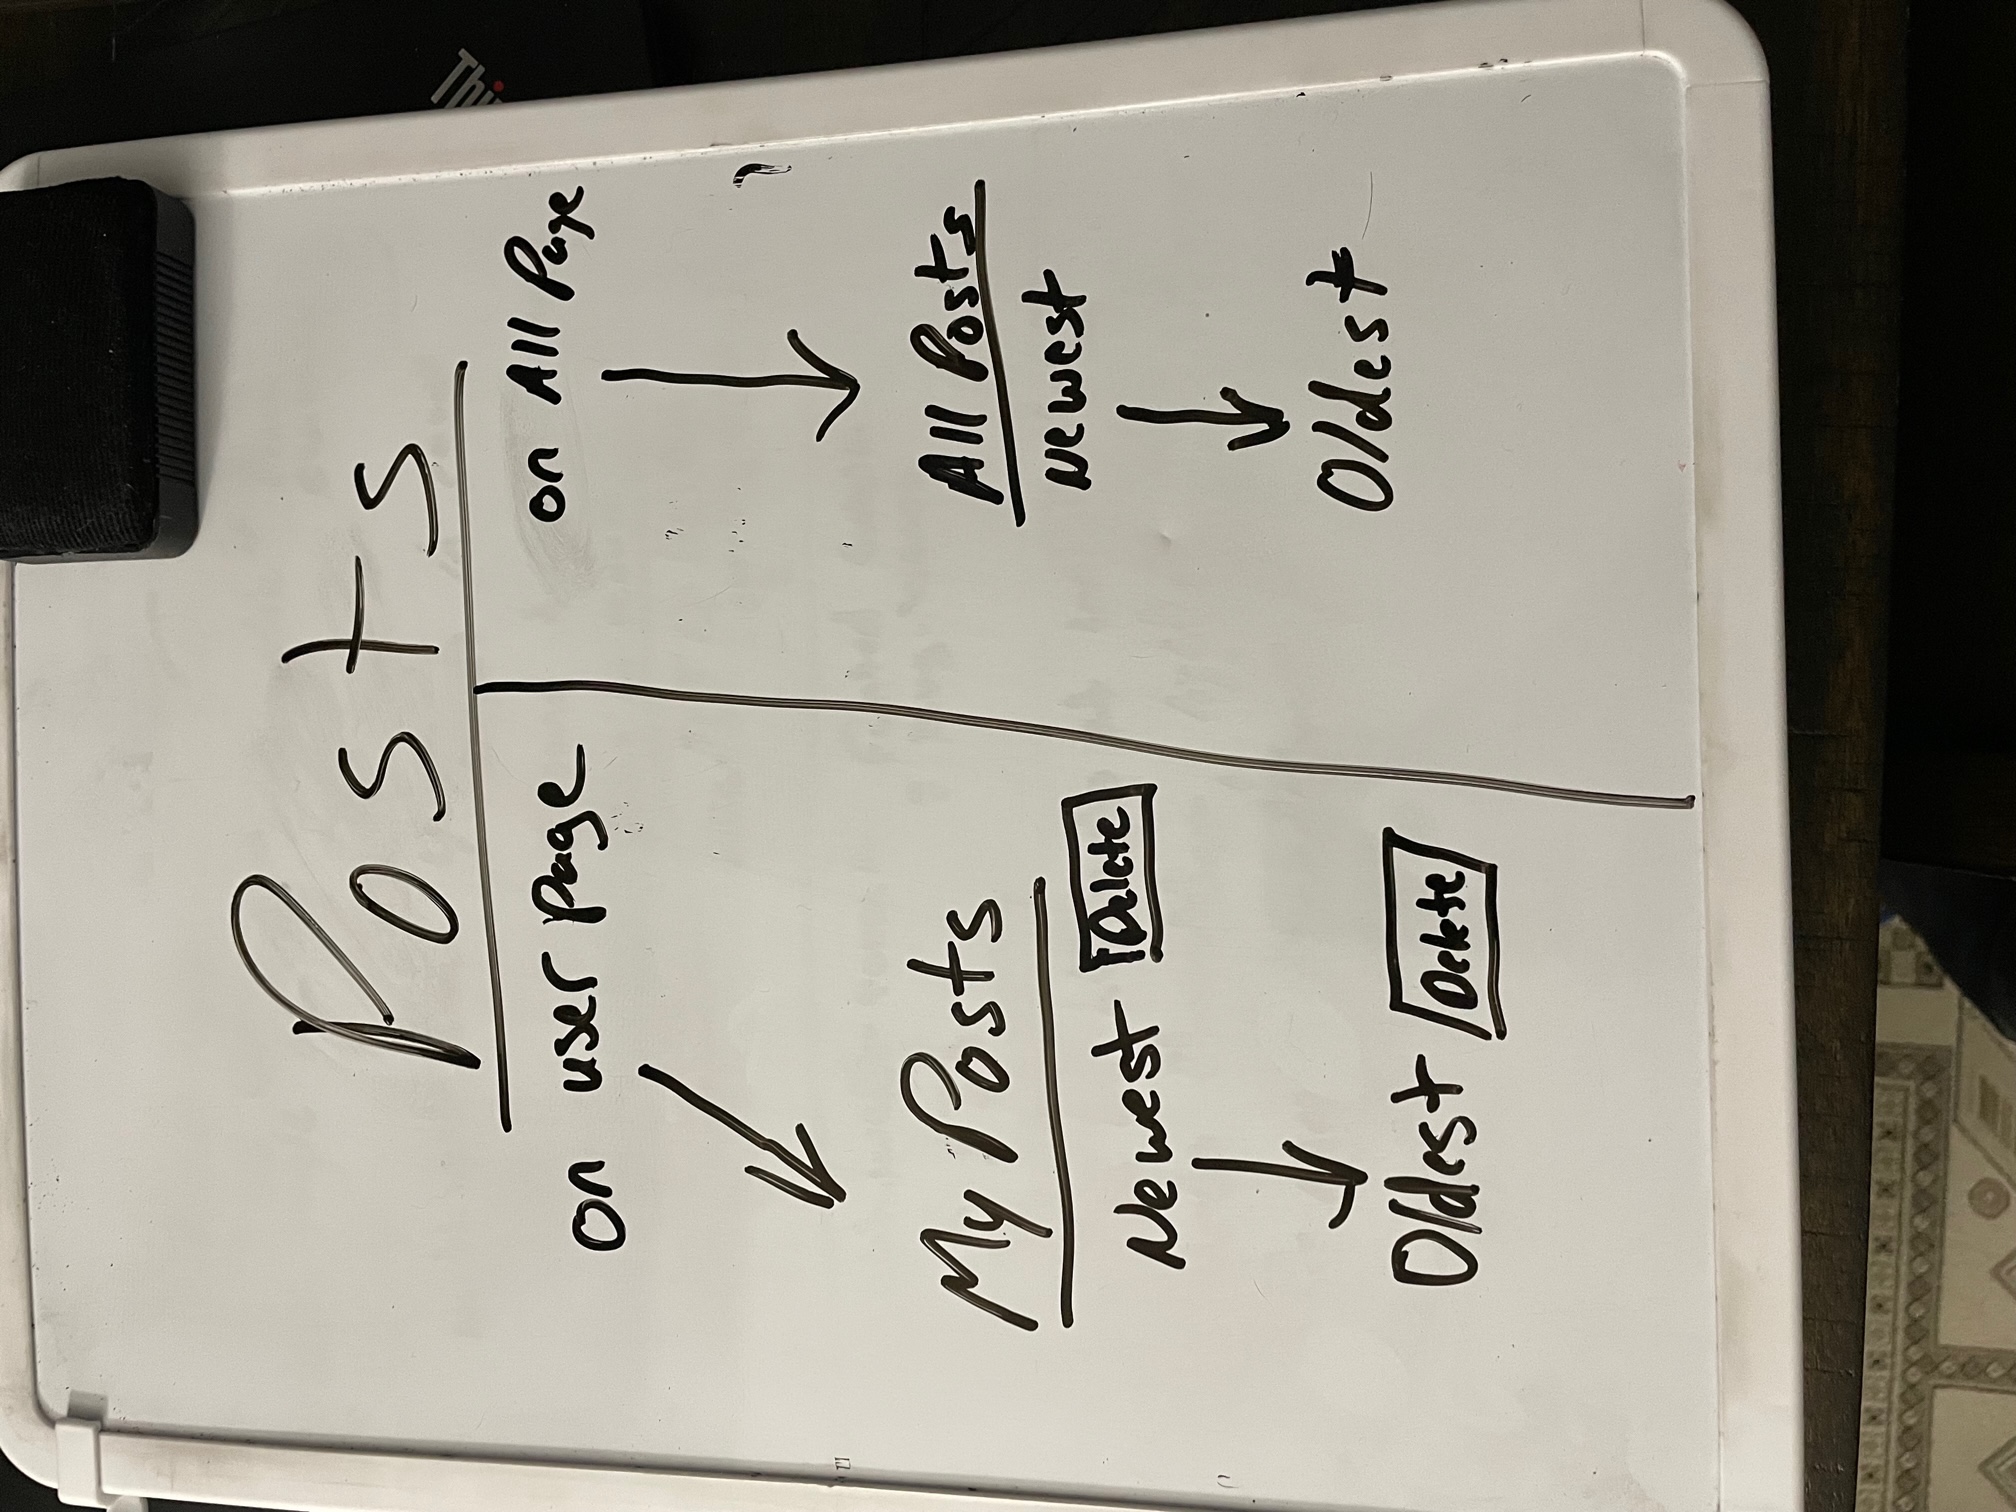 Posts
on user page
My Posts
Newest Delete
Oldest Delete
on All Page
All Posts
Newest
Oldest